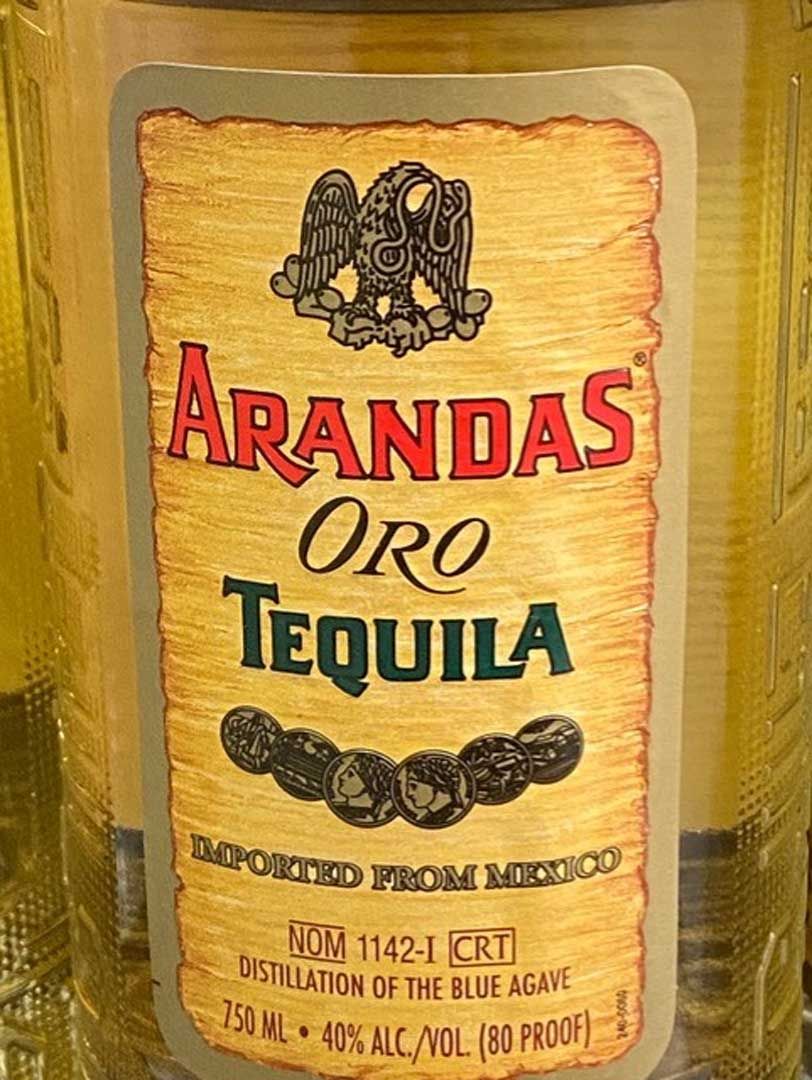 ARANDAS®
ORO
TEQUILA
IMPORTED FROM MEXICO
NOM 1142-I CRT
DISTILLATION OF THE BLUE AGAVE
750 ML • 40% ALC./VOL. (80 PROOF)